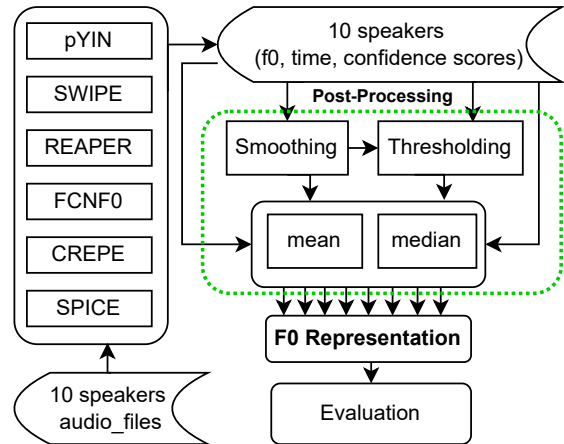 pYIN
SWIPE
REAPER
FCNF0
CREPE
SPICE
10 speakers
audio_files
10 speakers
(f0, time, confidence scores)
Post-Processing
Smoothing
Thresholding
mean
median
F0 Representation
Evaluation